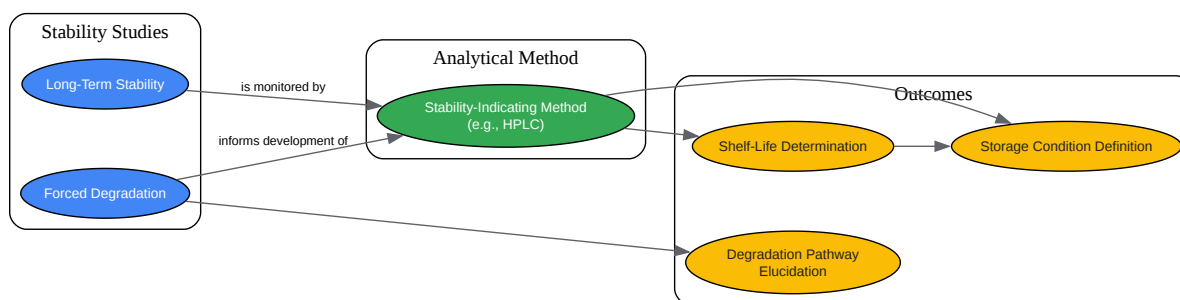 Stability Studies
Long-Term Stability
Forced Degradation
is monitored by
informs development of
Analytical Method
Stability-Indicating Method
(e.g., HPLC)
Outcomes
Shelf-Life Determination
Storage Condition Definition
Degradation Pathway
Elucidation